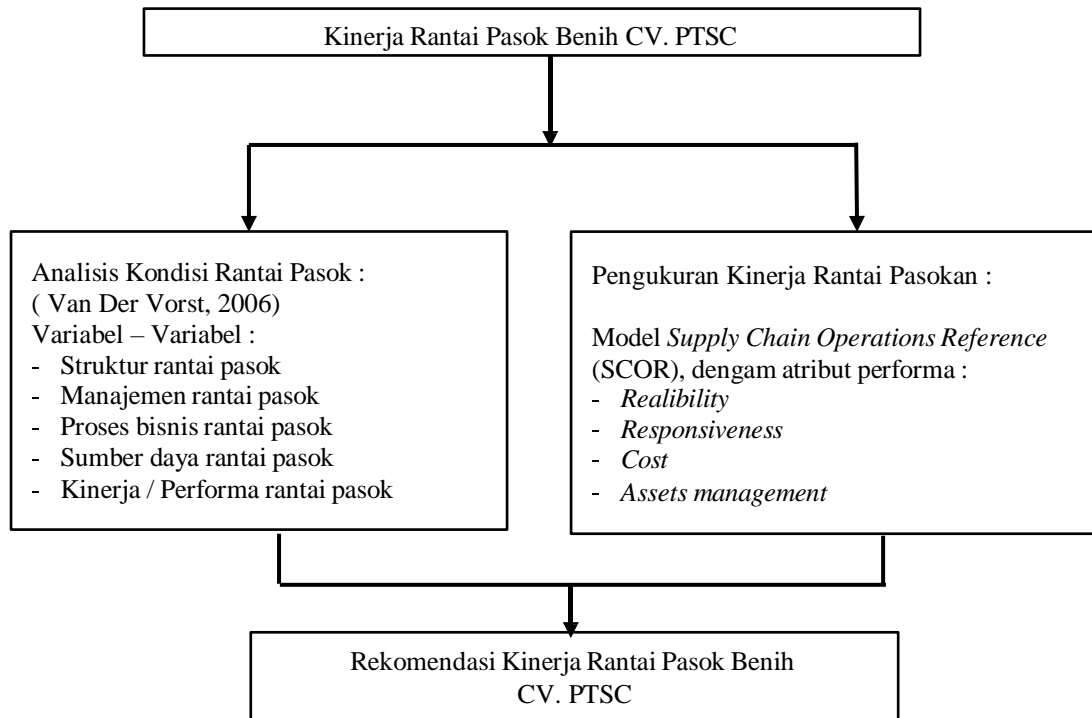 Kinerja Rantai Pasok Benih CV. PTSC
Analisis Kondisi Rantai Pasok :
( Van Der Vorst, 2006)
Variabel – Variabel :
- Struktur rantai pasok
- Manajemen rantai pasok
- Proses bisnis rantai pasok
- Sumber daya rantai pasok
- Kinerja / Performa rantai pasok
Pengukuran Kinerja Rantai Pasokan :
Model Supply Chain Operations Reference
(SCOR), dengam atribut performa :
- Realibility
- Responsiveness
- Cost
- Assets management
Rekomendasi Kinerja Rantai Pasok Benih
CV. PTSC